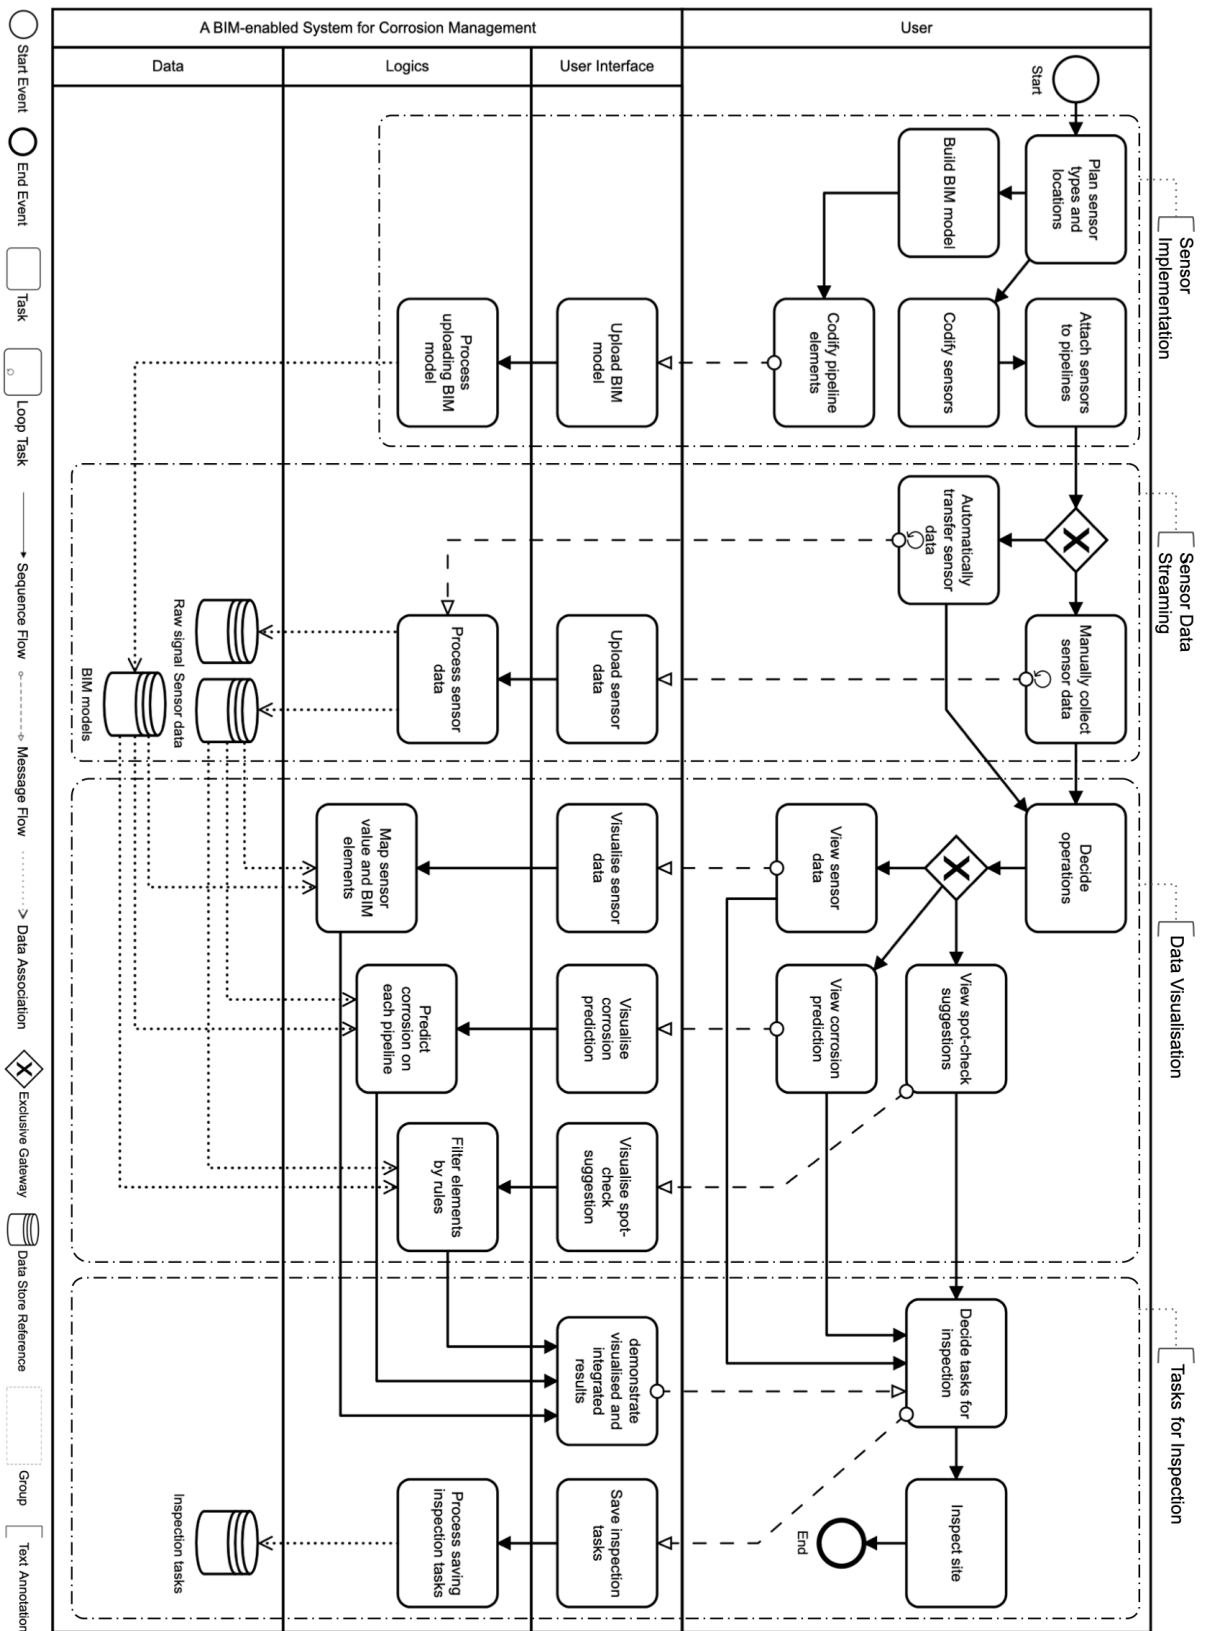 A BIM-enabled System for Corrosion Management
User
Data
Logics
User Interface
Start
Sensor
Implementation
Plan sensor
types and
locations
Build BIM model
Codify pipeline
elements
Codify sensors
Attach sensors
to pipelines
Upload BIM
model
Process
uploading BIM
model
Sensor Data
Streaming
Automatically
transfer sensor
data
Manually collect
sensor data
Upload sensor
data
Process sensor
data
Raw signal
Sensor data
BIM models
Data Visualisation
Decide
operations
View sensor
data
View corrosion
prediction
View spot-check
suggestions
Visualise sensor
data
Visualise
corrosion
prediction
Visualise spot-
check
suggestion
Map sensor
value and BIM
elements
Predict
corrosion on
each pipeline
Filter elements
by rules
Tasks for Inspection
Decide tasks for
inspection
Inspect site
End
demonstrate
visualised and
integrated
results
Save inspection
tasks
Process saving
inspection tasks
Inspection tasks
Start Event
End Event
Task
Loop Task
Sequence Flow
Message Flow
Data Association
Exclusive Gateway
Data Store Reference
Group
Text Annotation